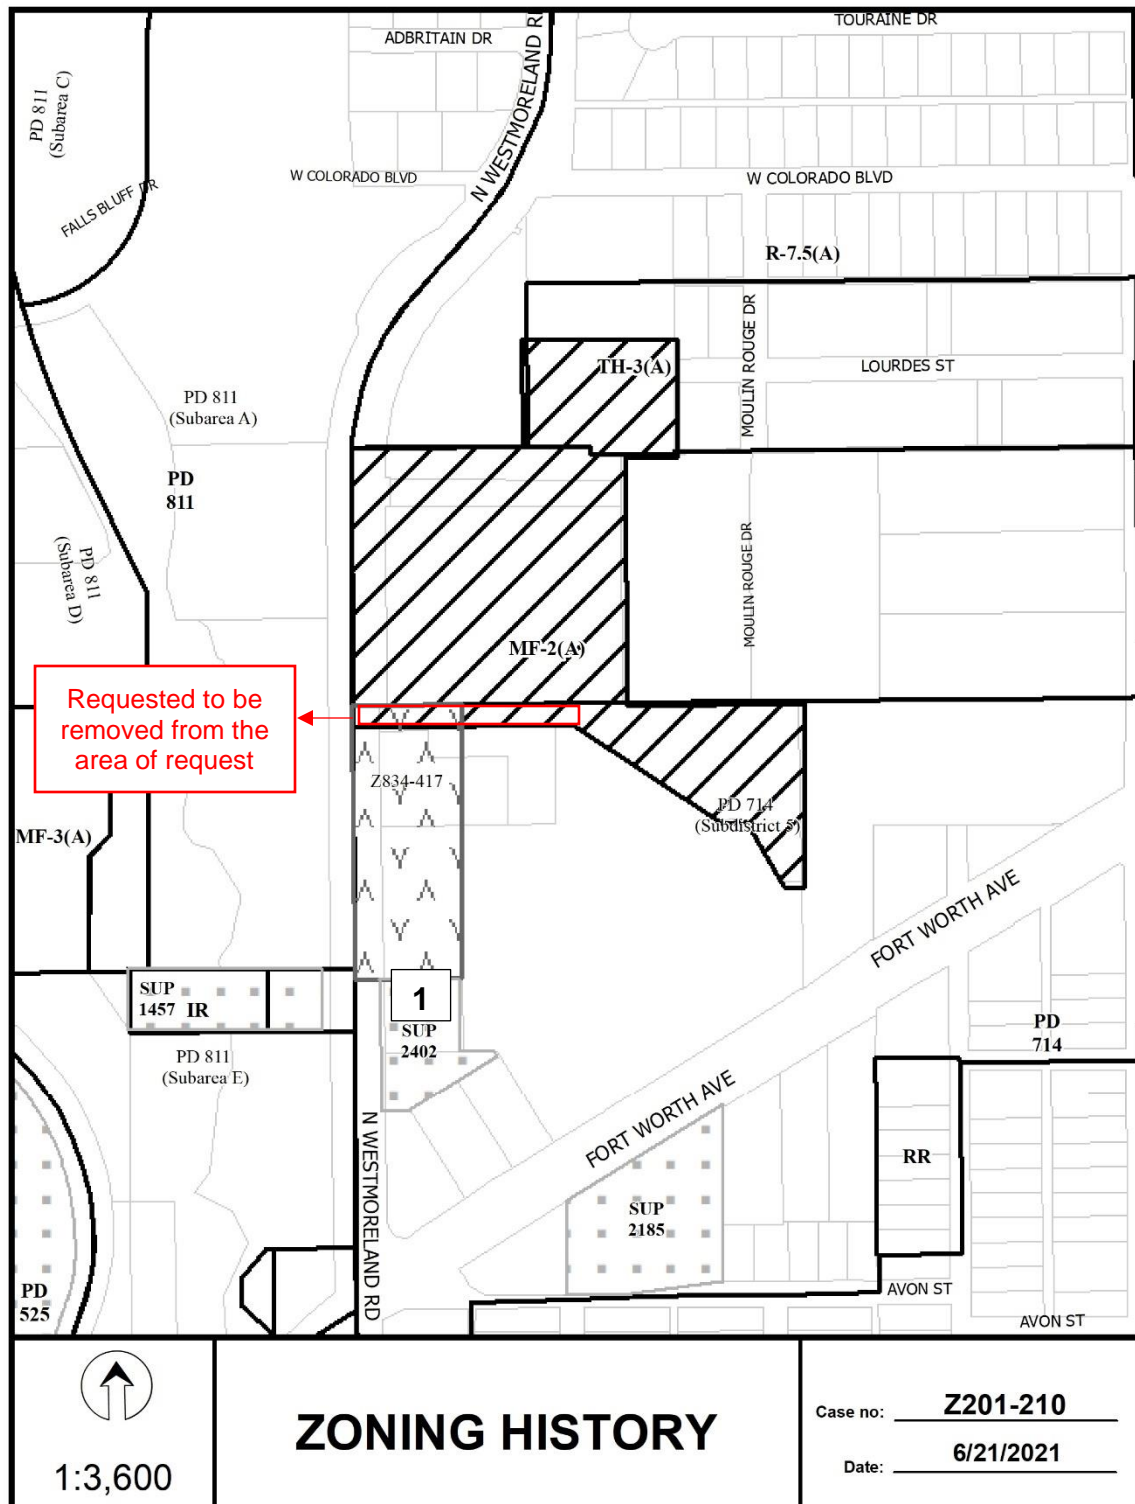 TOURAINE DR
ADBRITAIN DR
N WESTMORELAND R
PD 811
(Subarea C)
W COLORADO BLVD
W COLORADO BLVD
FALLS BLUFF DR
R-7.5(A)
MOULIN ROUGE DR
TH-3(A)
LOURDES ST
PD 811
(Subarea A)
PD
811
PD 811
(Subarea D)
MOULIN ROUGE DR
MF-2(A)
Requested to be
removed from the
area of request
Z834-417
PD 714
(Subdistrict 5)
MF-3(A)
FORT WORTH AVE
SUP
1457 IR
1
SUP
2402
PD
714
PD 811
(Subarea E)
FORT WORTH AVE
N WESTMORELAND RD
RR
SUP
2185
PD
525
AVON ST
AVON ST
1:3,600
ZONING HISTORY
Case no: Z201-210
Date: 6/21/2021